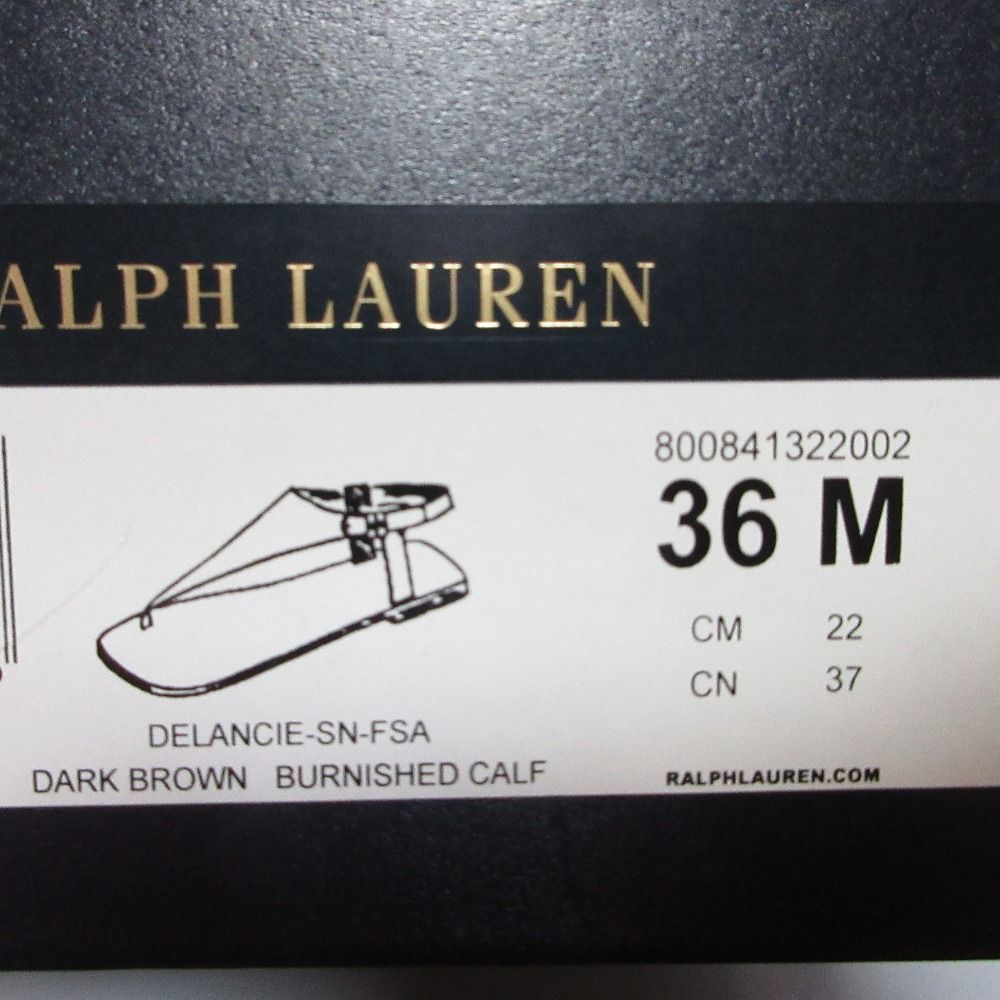 ALPH LAUREN
800841322002
36 M
CM 22
CN 37
DELANCIE-SN-FSA
DARK BROWN BURNISHED CALF
RALPHLAUREN.COM